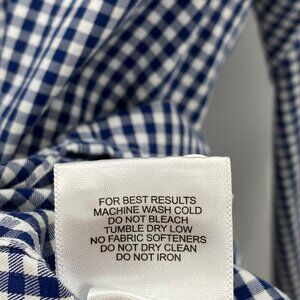 FOR BEST RESULTS
MACHINE WASH COLD
DO NOT BLEACH
TUMBLE DRY LOW
NO FABRIC SOFTENERS
DO NOT DRY CLEAN
DO NOT IRON